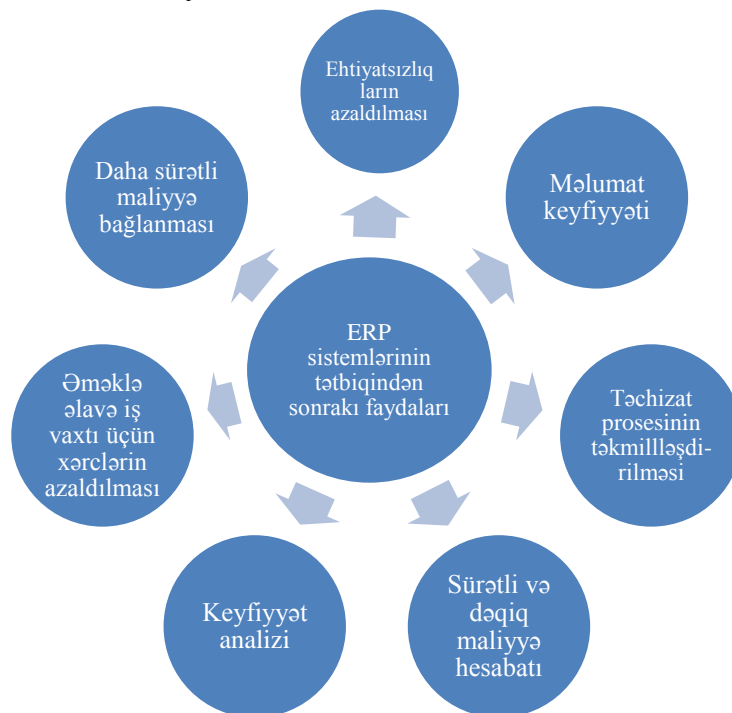 Ehtiyatsızlıq
ların
azaldılması
Məlumat
keyfiyyəti
Təchizat
prosesinin
təkmillləşdi-
rilməsi
Sürətli və
dəqiq
maliyyə
hesabatı
Keyfiyyət
analizi
Əməklə
əlavə iş
vaxtı üçün
xərclərin
azaldılması
Daha sürətli
maliyyə
bağlanması
ERP
sistemlərinin
tətbiqindən
sonrakı faydaları